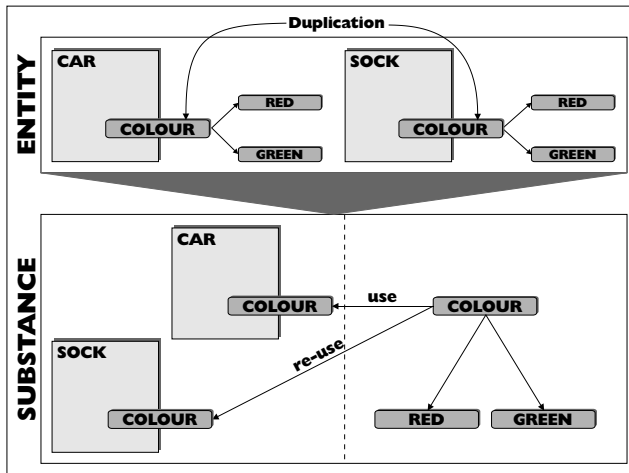 Duplication
ENTITY
CAR
COLOUR
RED
GREEN
SOCK
COLOUR
RED
GREEN
SUBSTANCE
CAR
COLOUR
use
COLOUR
re-use
SOCK
COLOUR
RED
GREEN